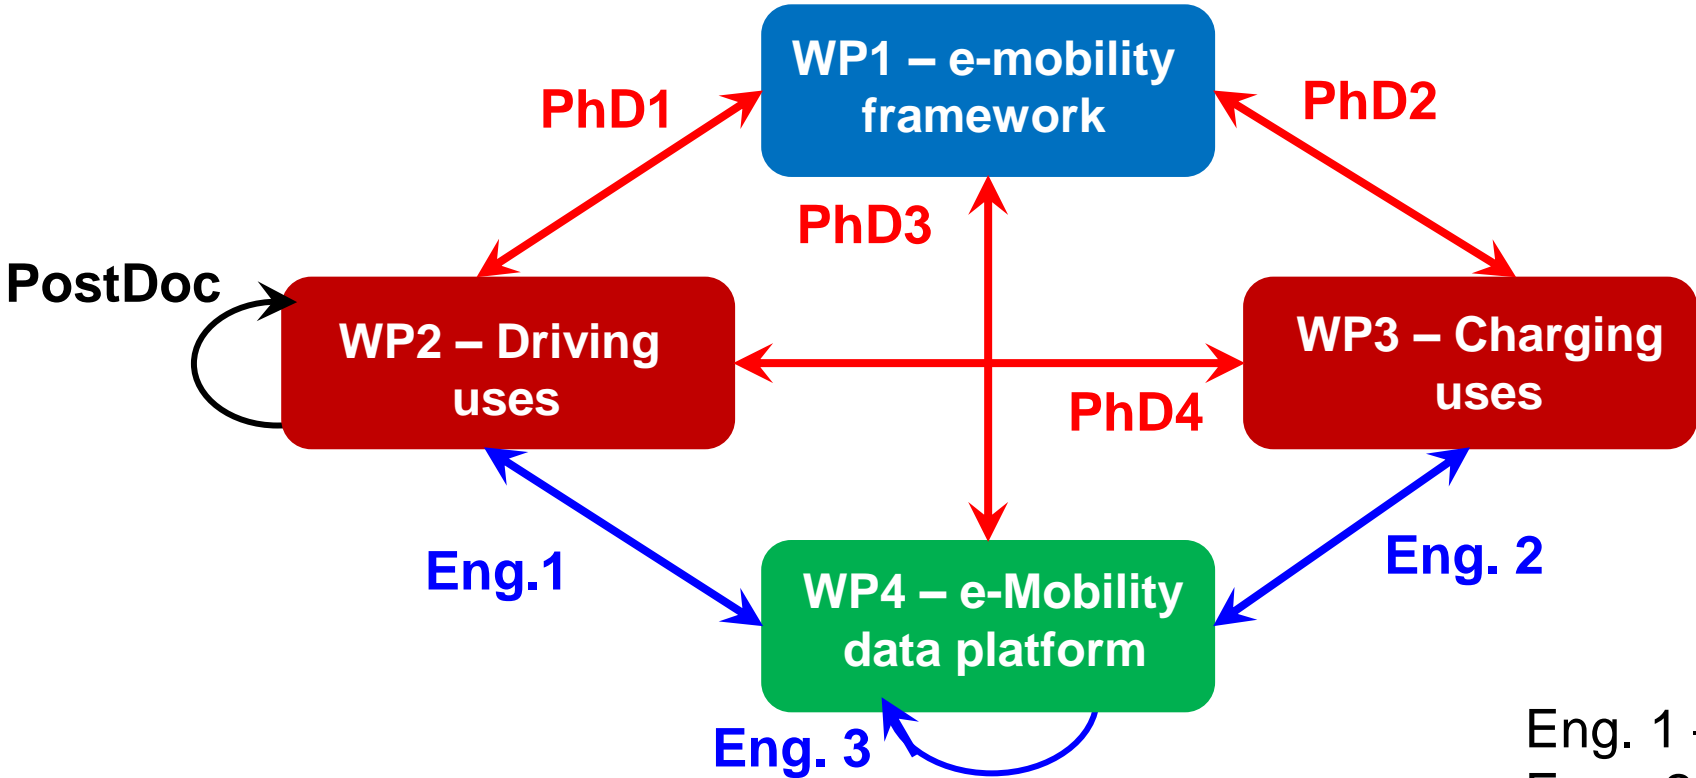 WP1 – e-mobility
framework
PhD1
PhD2
PhD3
PostDoc
WP2 – Driving
uses
WP3 – Charging
uses
PhD4
Eng.1
Eng. 2
WP4 – e-Mobility
data platform
Eng. 3
Eng. 1